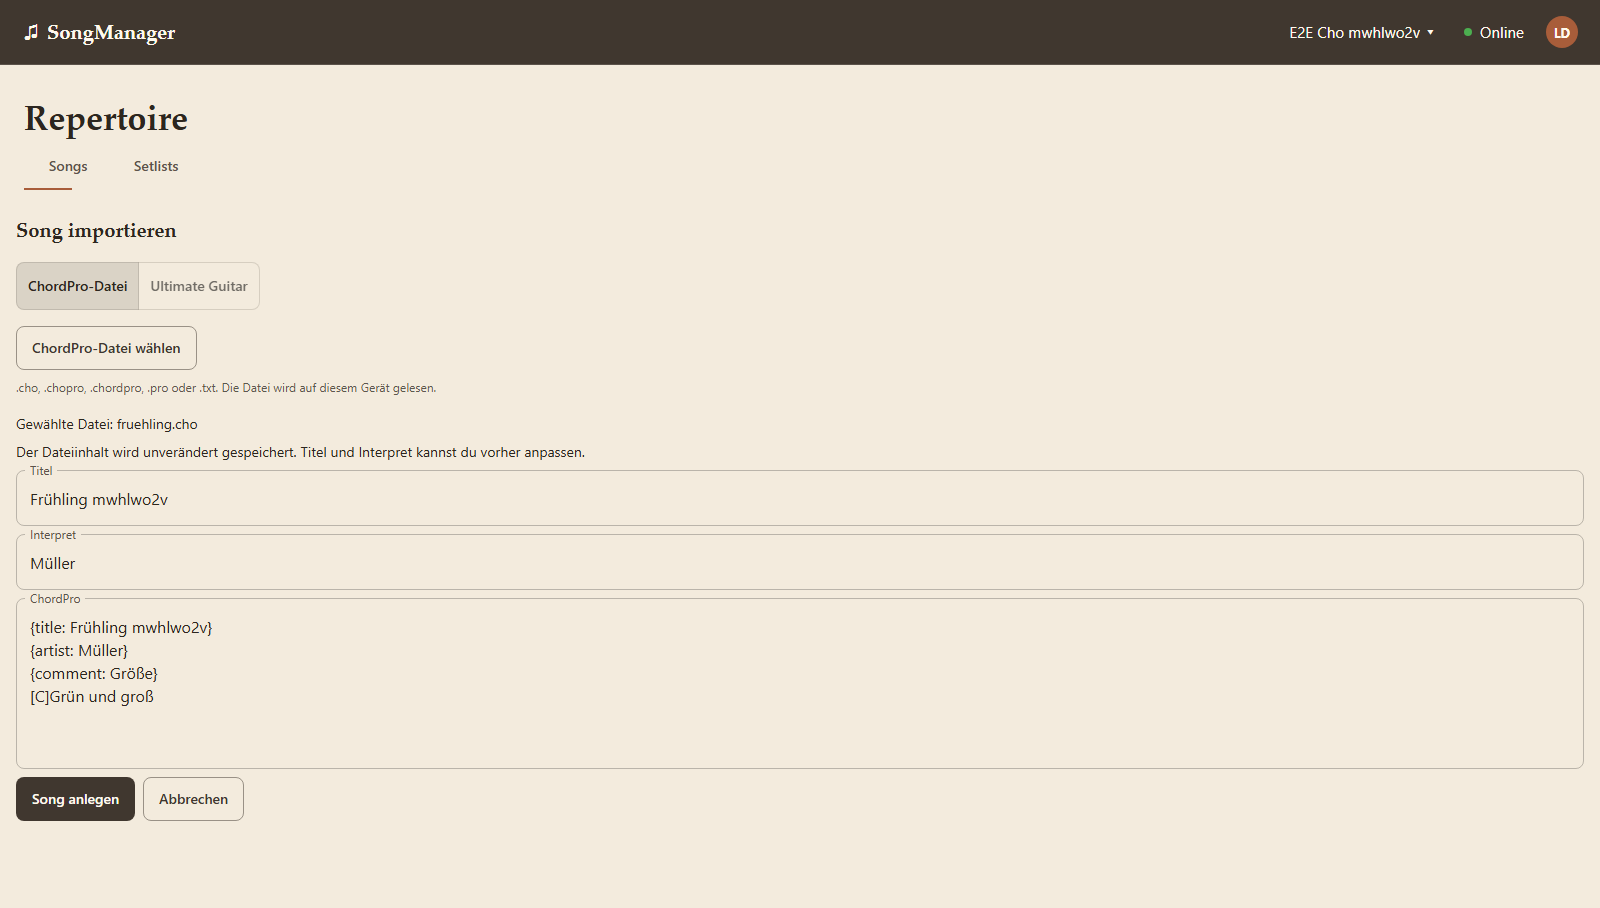 SongManager
E2E Cho mwhlwo2v
Online
LD
Repertoire
Songs
Setlists
Song importieren
ChordPro-Datei
Ultimate Guitar
ChordPro-Datei wählen
.cho, .chopro, .chordpro, .pro oder .txt. Die Datei wird auf diesem Gerät gelesen.
Gewählte Datei: fruehling.cho
Der Dateiinhalt wird unverändert gespeichert. Titel und Interpret kannst du vorher anpassen.
Titel
Frühling mwhlwo2v
Interpret
Müller
ChordPro
{title: Frühling mwhlwo2v}
{artist: Müller}
{comment: Größe}
[C]Grün und groß
Song anlegen
Abbrechen